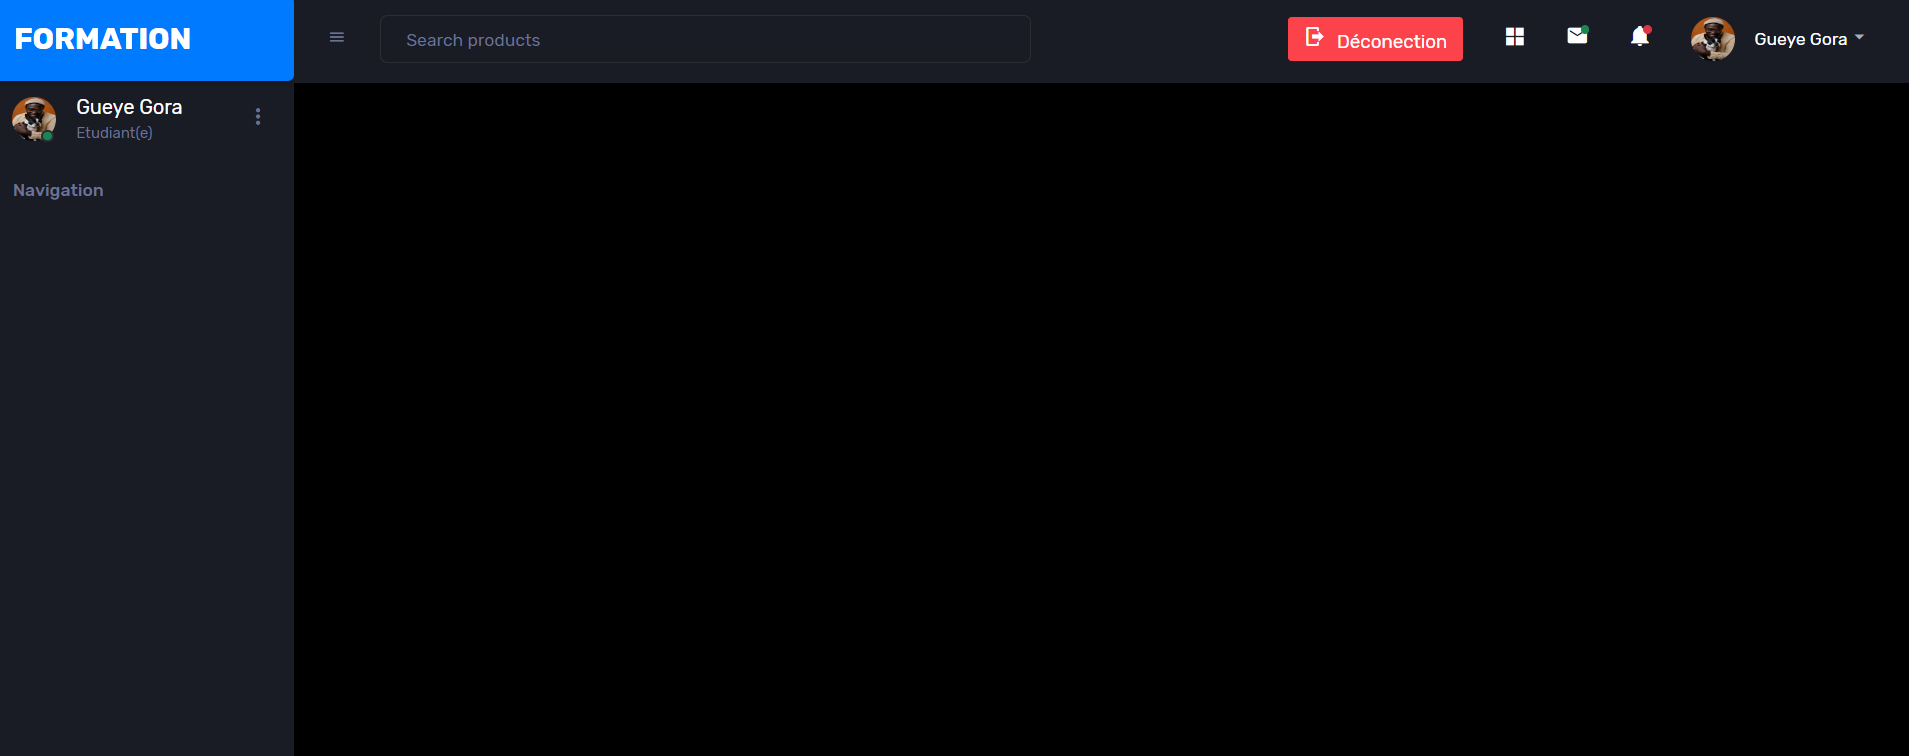 FORMATION
Search products
Déconection
Gueye Gora
Gueye Gora
Etudiant(e)
Navigation